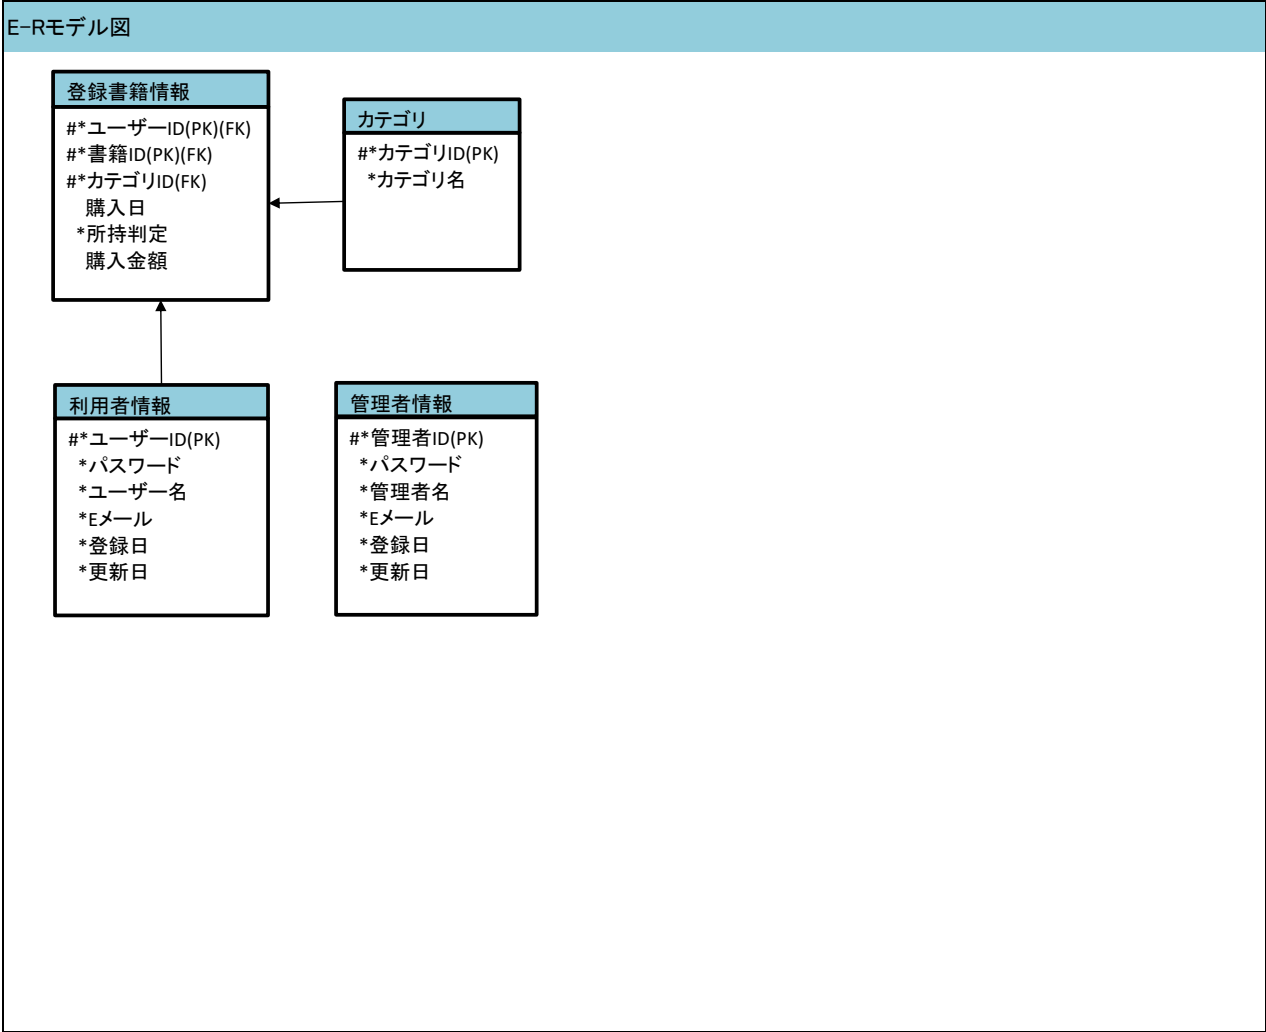 E-Rモデル図
登録書籍情報
#*ユーザーID(PK)(FK)
#*書籍ID(PK)(FK)
#*カテゴリID(FK)
購入日
*所持判定
購入金額
カテゴリ
#*カテゴリID(PK)
*カテゴリ名
利用者情報
#*ユーザーID(PK)
*パスワード
*ユーザー名
*Eメール
*登録日
*更新日
管理者情報
#*管理者ID(PK)
*パスワード
*管理者名
*Eメール
*登録日
*更新日